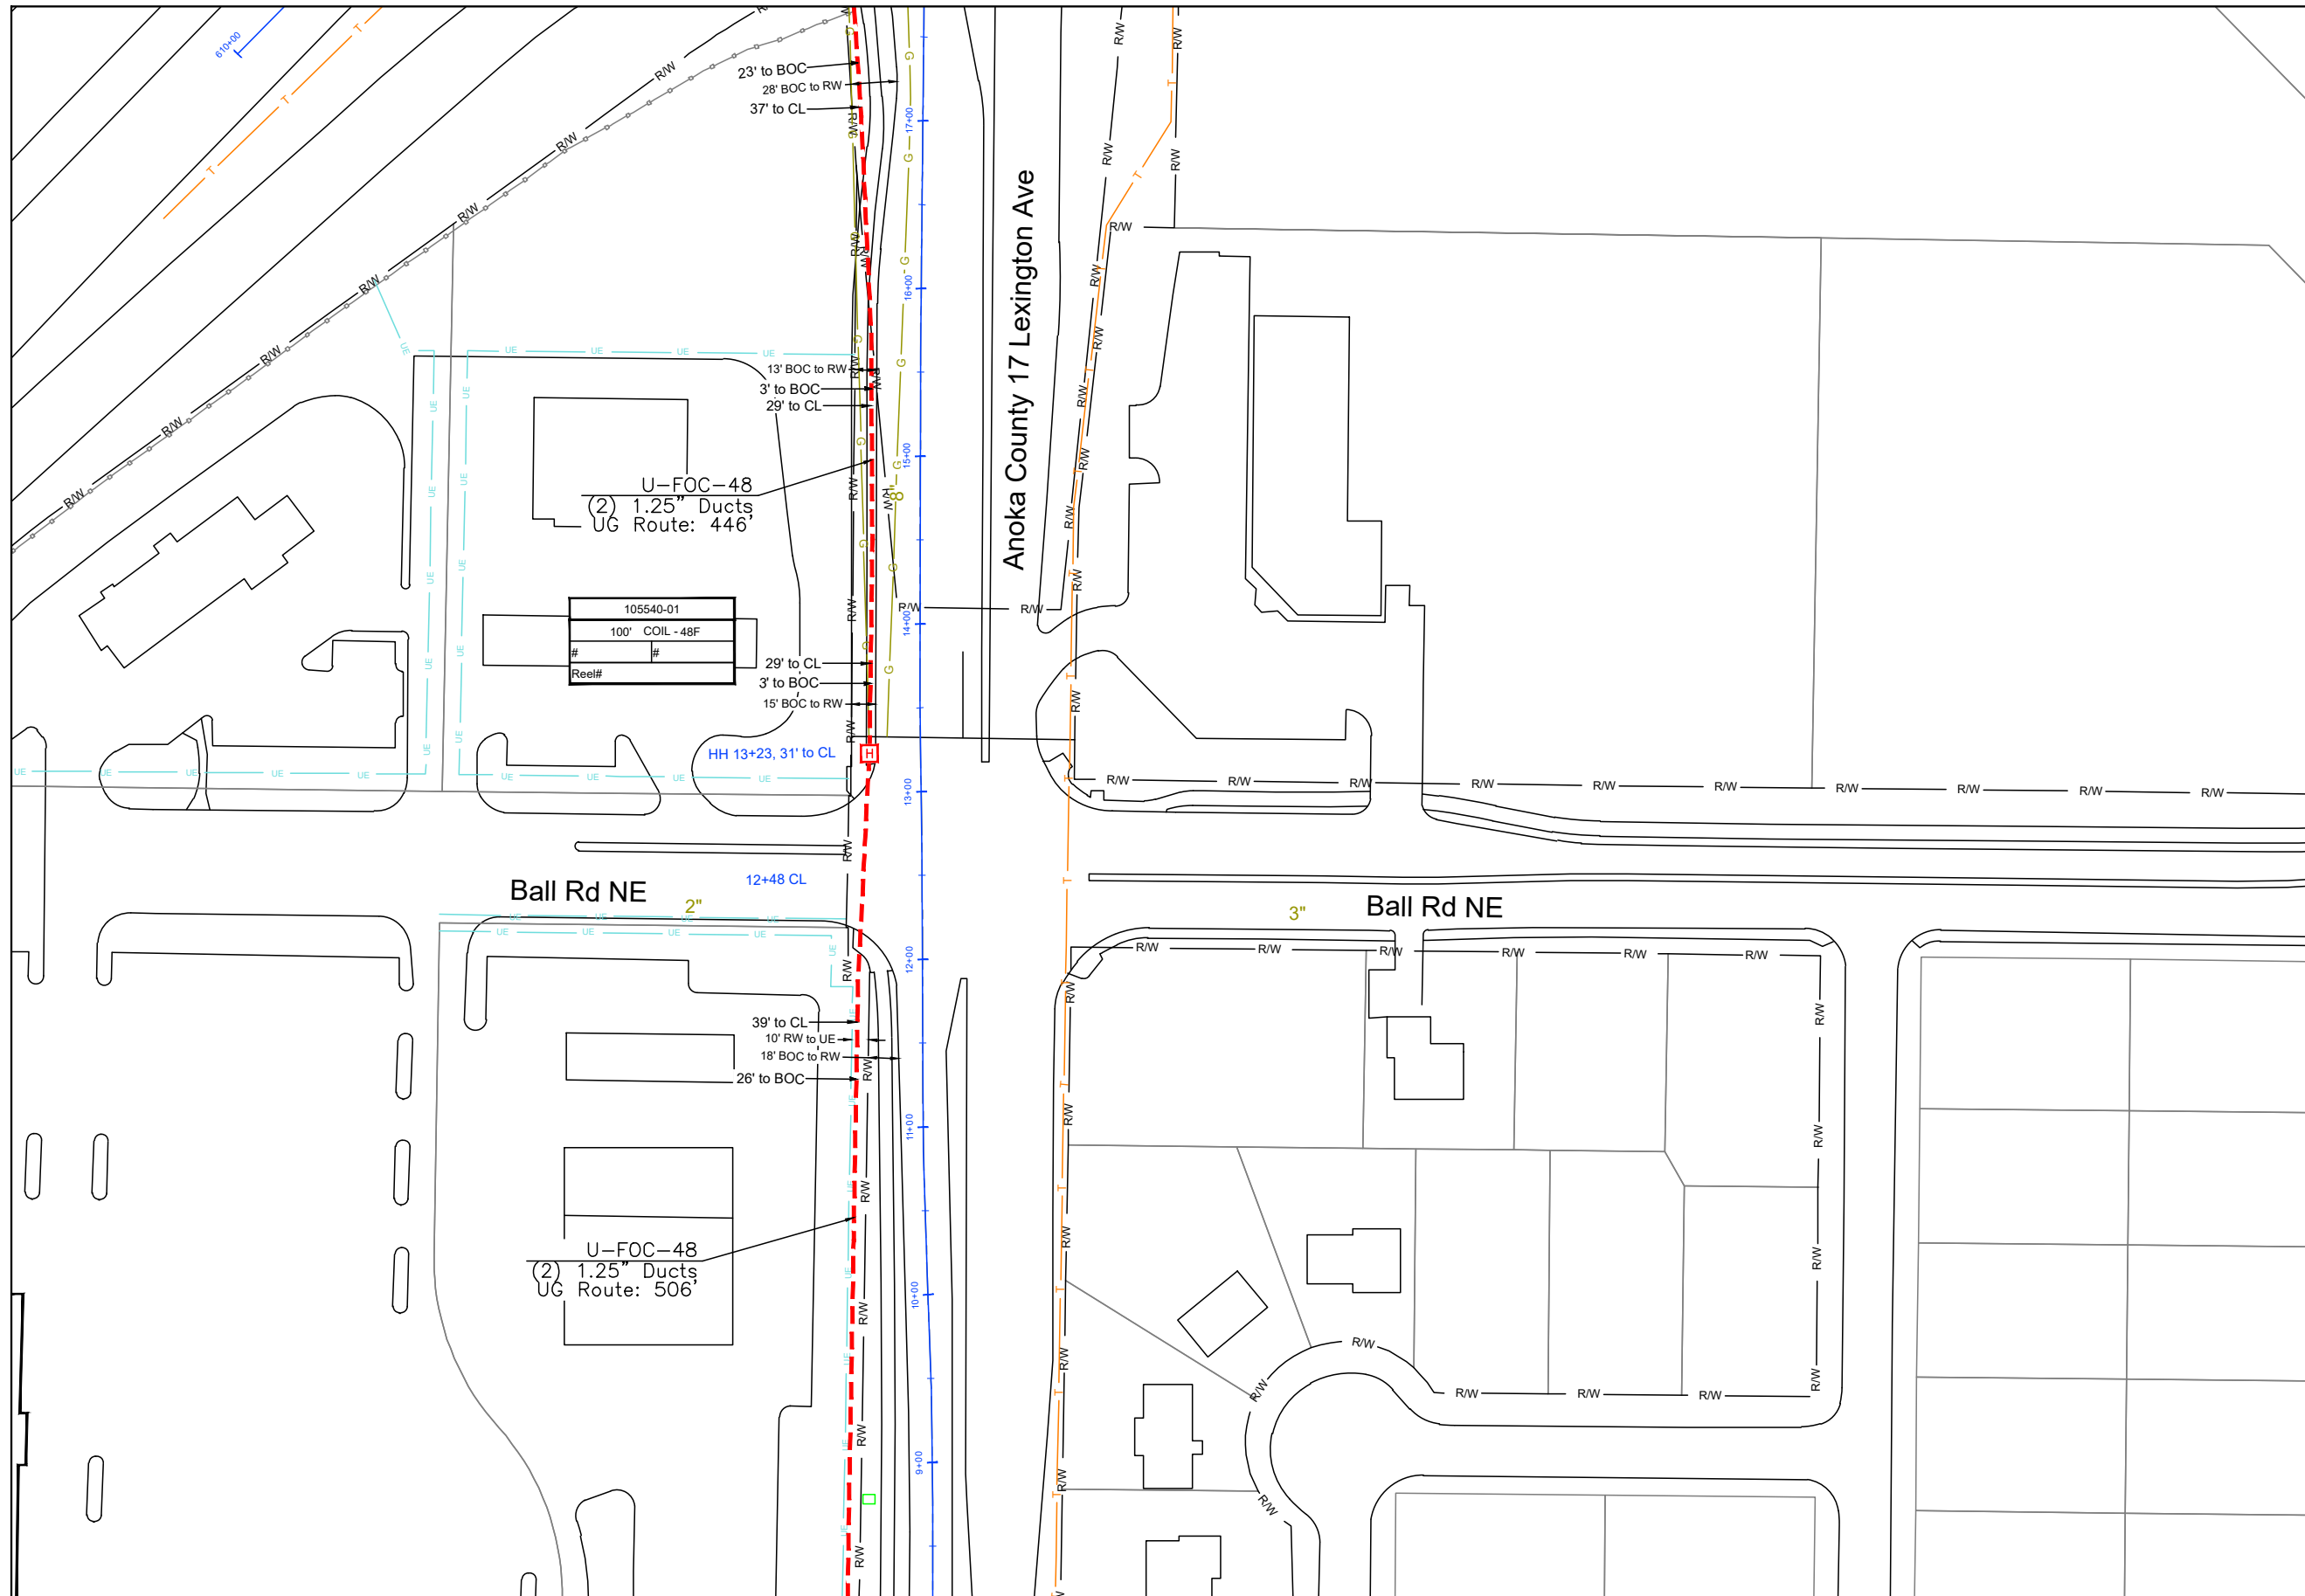 610+00
23' to BOC
28' BOC to RW
37' to CL
17+00
Anoka County 17 Lexington Ave
16+00
13' BOC to RW
3' to BOC
29' to CL
15+00
8"
U-FOC-48
(2) 1.25" Ducts
UG Route: 446'
105540-01
100' COIL - 48F
# #
Reel#
14+00
29' to CL
3' to BOC
15' BOC to RW
HH 13+23, 31' to CL
H
13+00
12+48 CL
Ball Rd NE
2"
3"
Ball Rd NE
12+00
39' to CL
10' RW to UE
18' BOC to RW
26' to BOC
11+00
U-FOC-48
(2) 1.25" Ducts
UG Route: 506'
10+00
9+00
R/W
UE
G
T